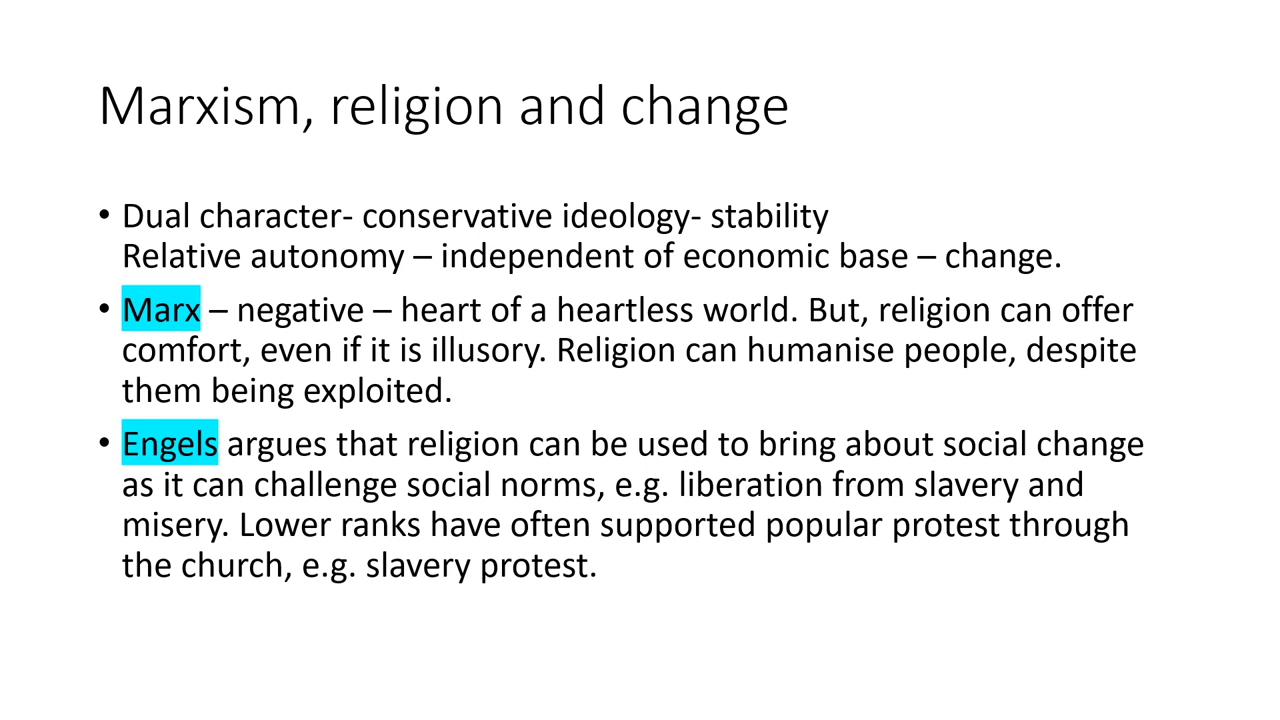 Marxism, religion and change
• Dual character- conservative ideology- stability
Relative autonomy – independent of economic base – change.
• Marx – negative – heart of a heartless world. But, religion can offer
comfort, even if it is illusory. Religion can humanise people, despite
them being exploited.
• Engels argues that religion can be used to bring about social change
as it can challenge social norms, e.g. liberation from slavery and
misery. Lower ranks have often supported popular protest through
the church, e.g. slavery protest.